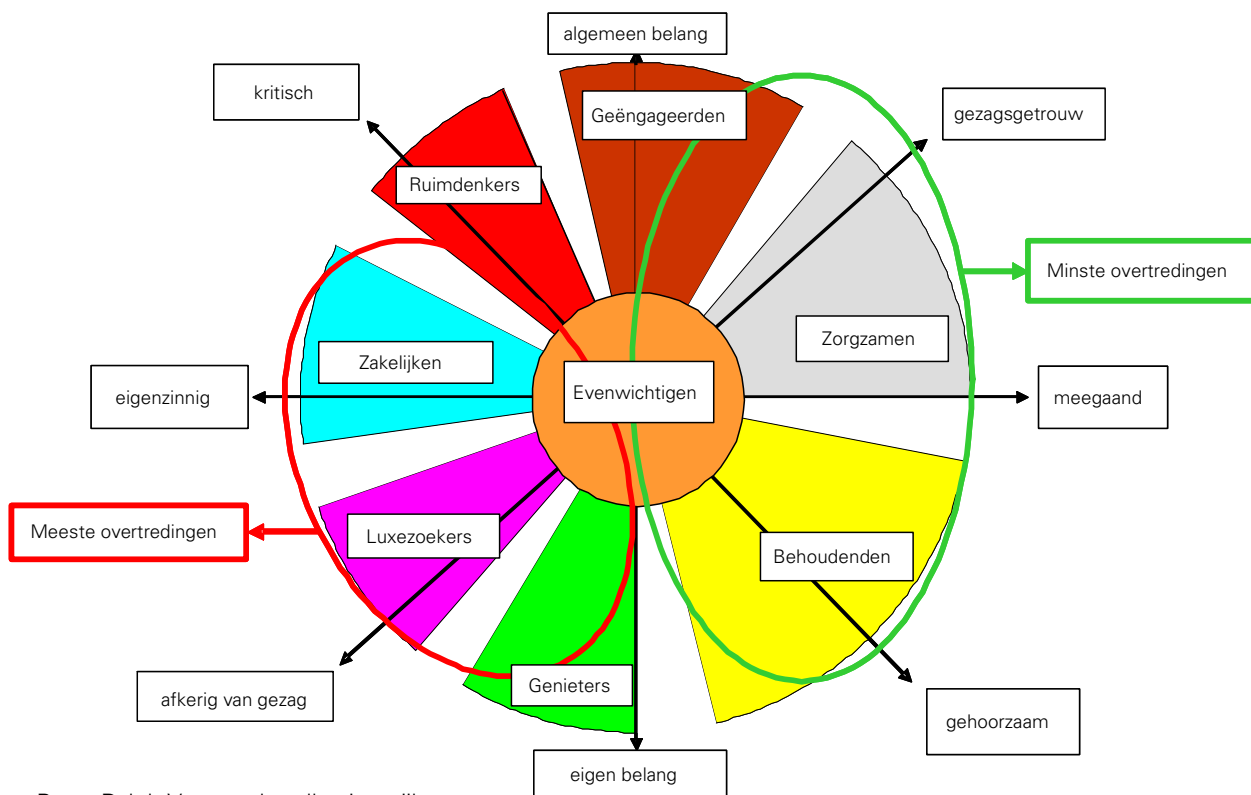 algemeen belang
kritisch
gezagsgetrouw
Geëngageerden
Ruimdenkers
Minste overtredingen
Zorgzamen
Zakelijken
Evenwichtigen
eigenzinnig
meegaand
Meeste overtredingen
Luxezoekers
Behoudenden
Genieters
afkerig van gezag
gehoorzaam
eigen belang